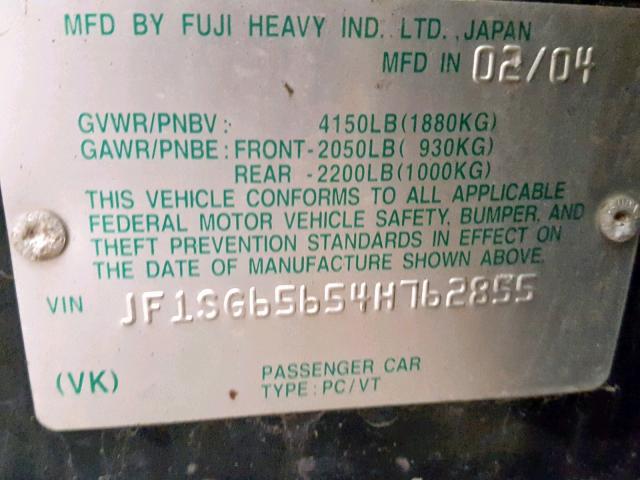 MFD BY FUJI HEAVY IND. LTD., JAPAN
MFD IN 02/04
GVWR/PNBV: 4150LB(1880KG)
GAWR/PNBE: FRONT-2050LB( 930KG)
REAR -2200LB(1000KG)
THIS VEHICLE CONFORMS TO ALL APPLICABLE
FEDERAL MOTOR VEHICLE SAFETY, BUMPER, AND
THEFT PREVENTION STANDARDS IN EFFECT ON
THE DATE OF MANUFACTURE SHOWN ABOVE.
VIN JF1SG65654H762855
(VK)
PASSENGER CAR
TYPE: PC/VT